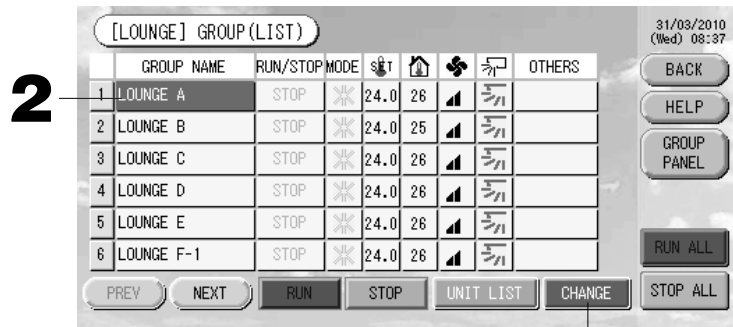 [LOUNGE] GROUP(LIST)
31/03/2010
(Wed) 08:37
GROUP NAME RUN/STOP MODE SET OTHERS
BACK
2
1 LOUNGE A STOP 24.0 26
HELP
2 LOUNGE B STOP 24.0 25
3 LOUNGE C STOP 24.0 26
GROUP
PANEL
4 LOUNGE D STOP 24.0 26
5 LOUNGE E STOP 24.0 26
6 LOUNGE F-1 STOP 24.0 26
RUN ALL
PREV NEXT RUN STOP UNIT LIST CHANGE STOP ALL